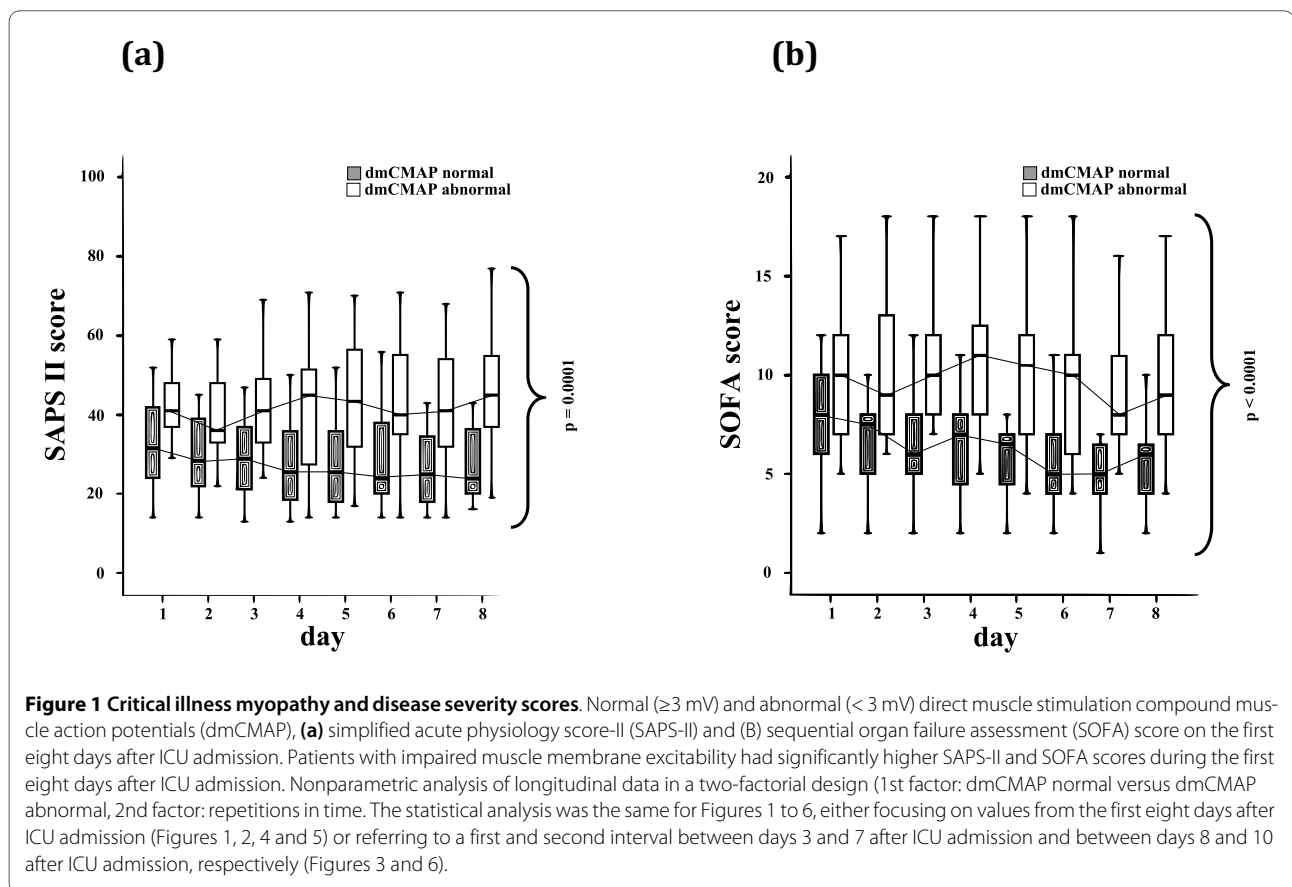 (a)
(b)
100
80
60
40
20
0
SAPS II score
dmCMAP normal
dmCMAP abnormal
p = 0.0001
1 2 3 4 5 6 7 8
day
20
15
10
5
0
SOFA score
dmCMAP normal
dmCMAP abnormal
p < 0.0001
1 2 3 4 5 6 7 8
day
Figure 1 Critical illness myopathy and disease severity scores. Normal (≥3 mV) and abnormal (< 3 mV) direct muscle stimulation compound mus-
cle action potentials (dmCMAP), (a) simplified acute physiology score-II (SAPS-II) and (B) sequential organ failure assessment (SOFA) score on the first
eight days after ICU admission. Patients with impaired muscle membrane excitability had significantly higher SAPS-II and SOFA scores during the first
eight days after ICU admission. Nonparametric analysis of longitudinal data in a two-factorial design (1st factor: dmCMAP normal versus dmCMAP
abnormal, 2nd factor: repetitions in time. The statistical analysis was the same for Figures 1 to 6, either focusing on values from the first eight days after
ICU admission (Figures 1, 2, 4 and 5) or referring to a first and second interval between days 3 and 7 after ICU admission and between days 8 and 10
after ICU admission, respectively (Figures 3 and 6).